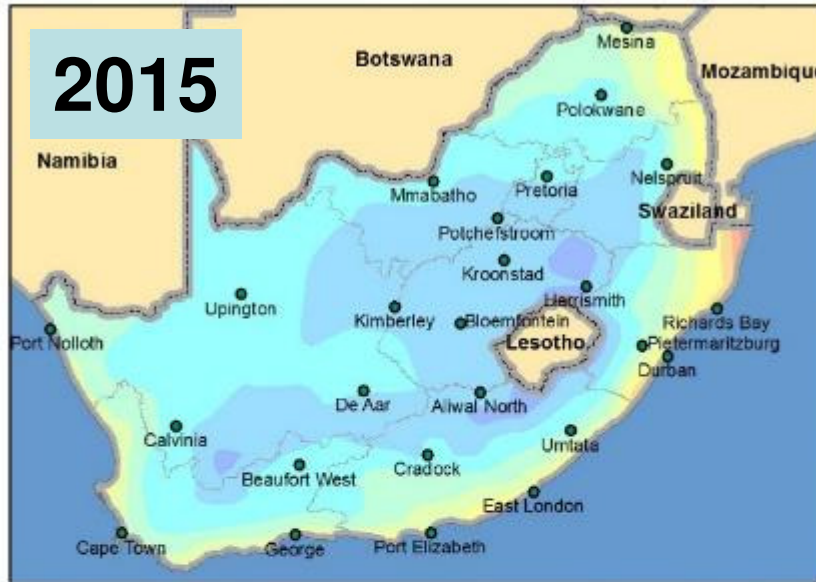 2015
Mesina
Botswana
Mozambique
Polokwane
Namibia
Nelspruit
Mmabatho
Pretoria
Swaziland
Potchefstroom
Kroonstad
Upington
Harrismith
Kimberley
Bloemfontein
Richards Bay
Port Nolloth
Lesotho
Pietermaritzburg
Durban
De Aar
Aliwal North
Calvinia
Umtata
Cradock
Beaufort West
East London
Cape Town
George
Port Elizabeth